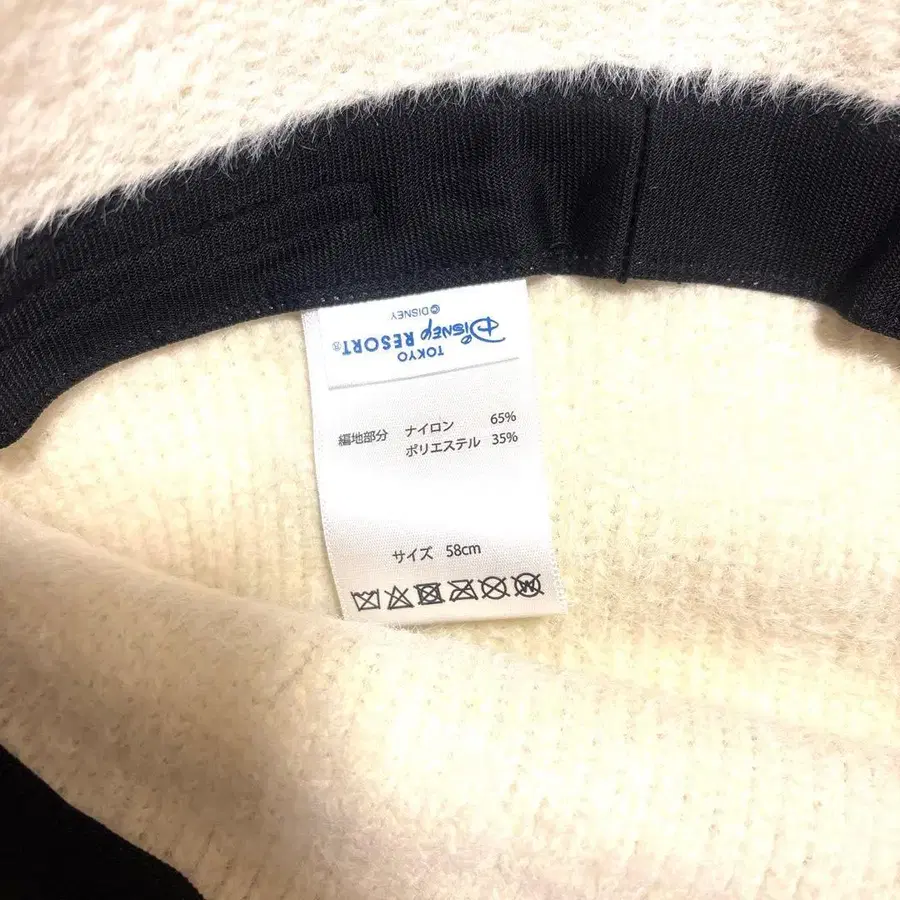 TOKYO
DISNEY RESORT®
©DISNEY
編地部分 ナイロン 65%
ポリエステル 35%
サイズ 58cm